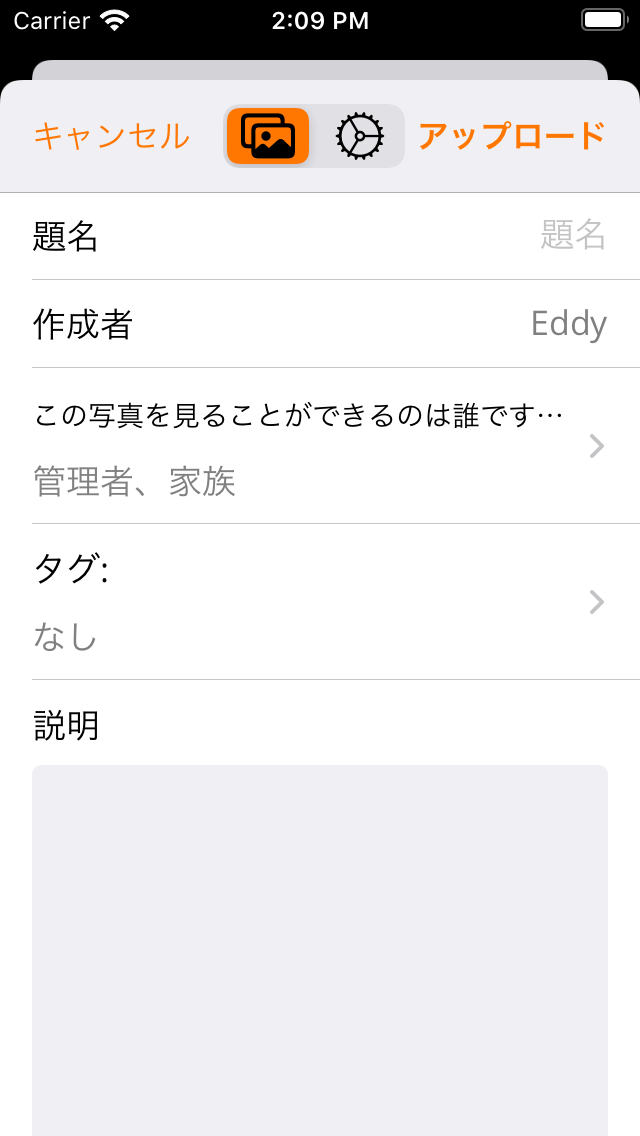 Carrier 2:09 PM
キャンセル アップロード
題名 題名
作成者 Eddy
この写真を見ることができるのは誰です…
管理者、家族
タグ:
なし
説明